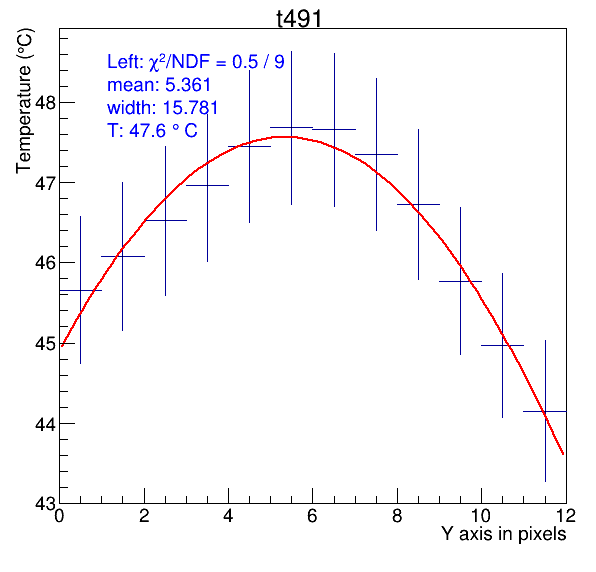 t491
Temperature (°C)
Left: χ²/NDF = 0.5 / 9
mean: 5.361
width: 15.781
T: 47.6 ° C
48
47
46
45
44
43
0 2 4 6 8 10 12
Y axis in pixels